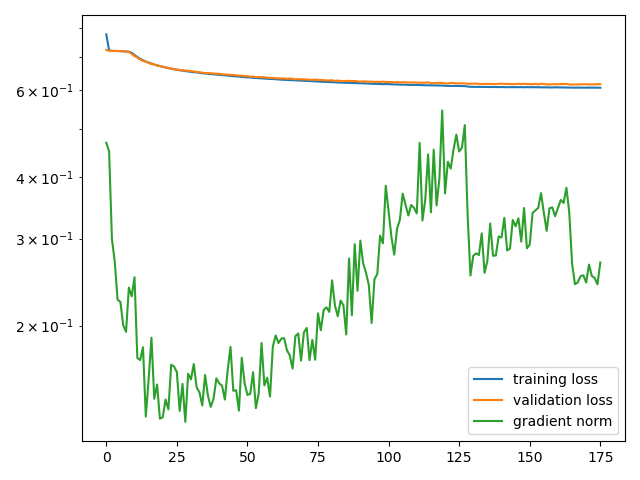 6 × 10⁻¹
4 × 10⁻¹
3 × 10⁻¹
2 × 10⁻¹
0 25 50 75 100 125 150 175
training loss
validation loss
gradient norm